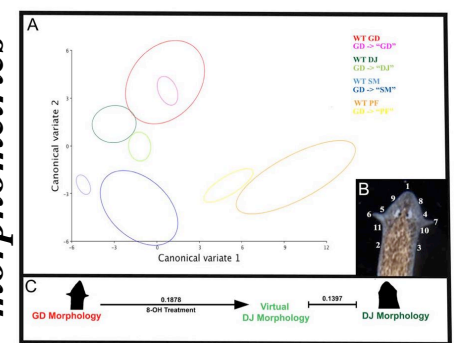 morphometrics
A
WT GD
GD -> "GD"
WT DJ
GD -> "DJ"
WT SM
GD -> "SM"
WT PF
GD -> "PF"
Canonical variate 2
6
3
0
-3
-6
-6 -3 0 3 6 9 12
Canonical variate 1
B
1
9 8
6 5 4 7
11 10
2 3
C
0.1878
8-OH Treatment
0.1397
GD Morphology
Virtual
DJ Morphology
DJ Morphology